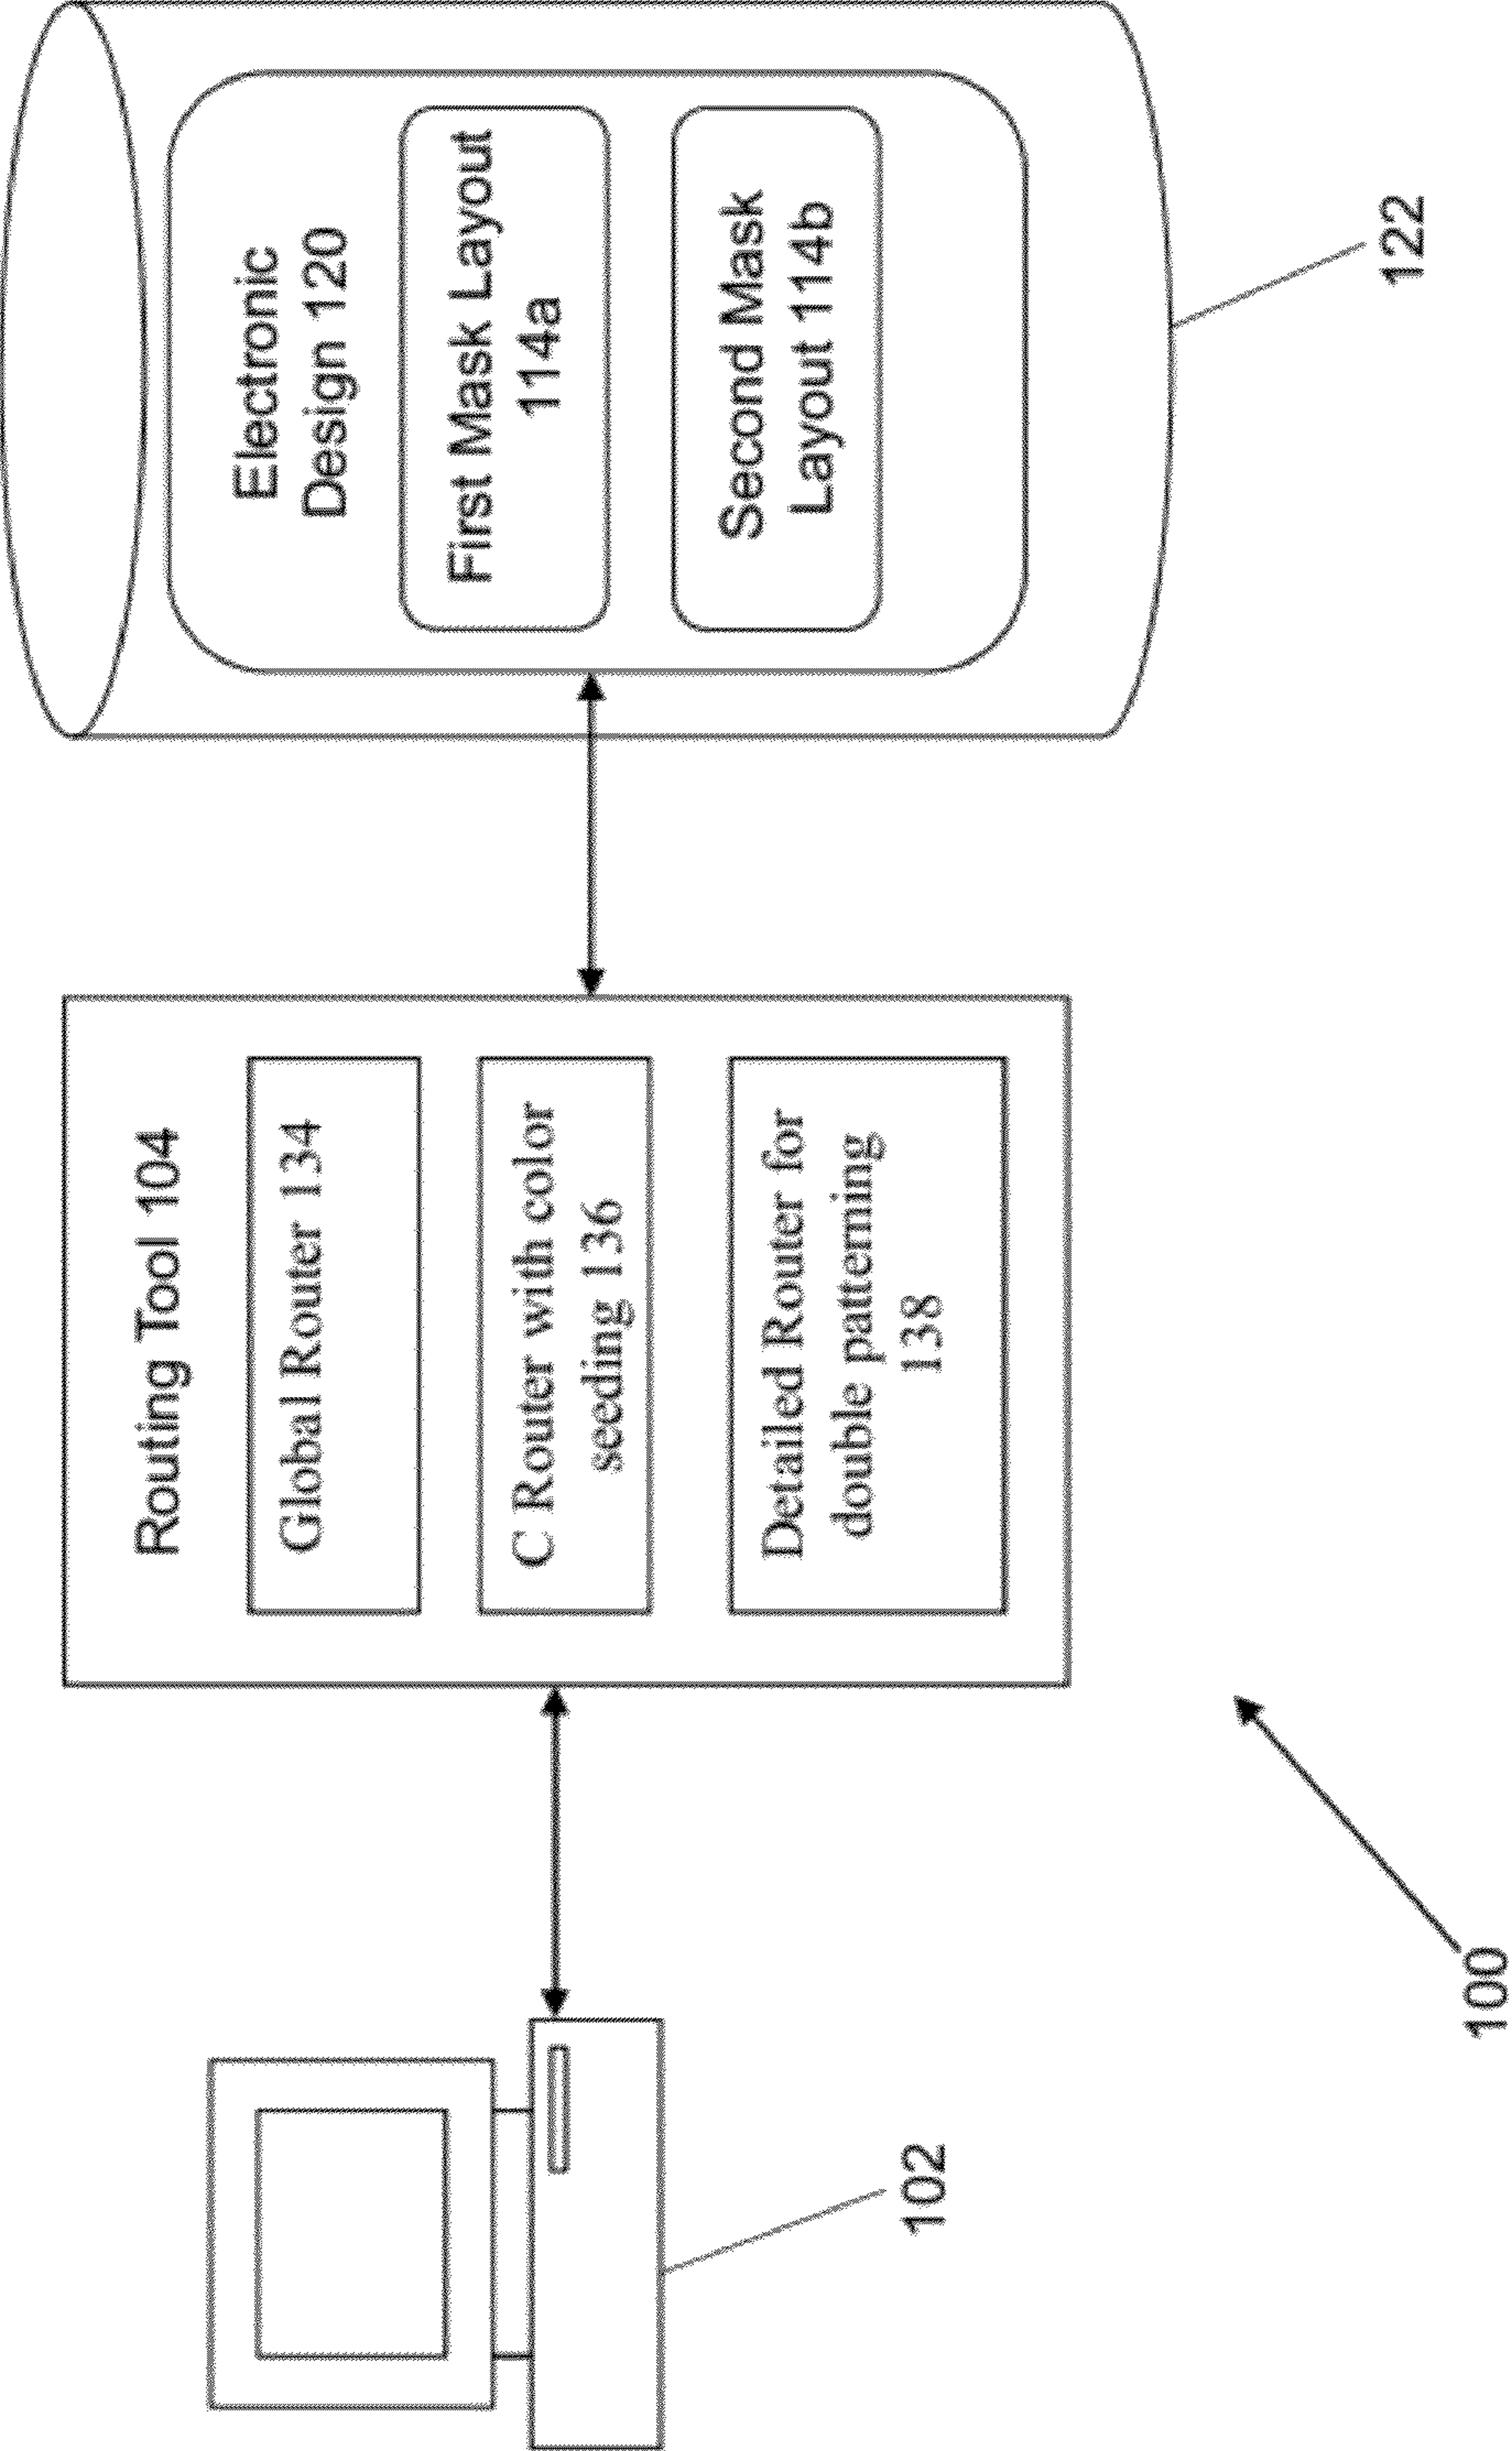 Routing Tool 104
Global Router 134
C Router with color
seeding 136
Detailed Router for
double patterning
138
Electronic
Design 120
First Mask Layout
114a
Second Mask
Layout 114b
102
122
100